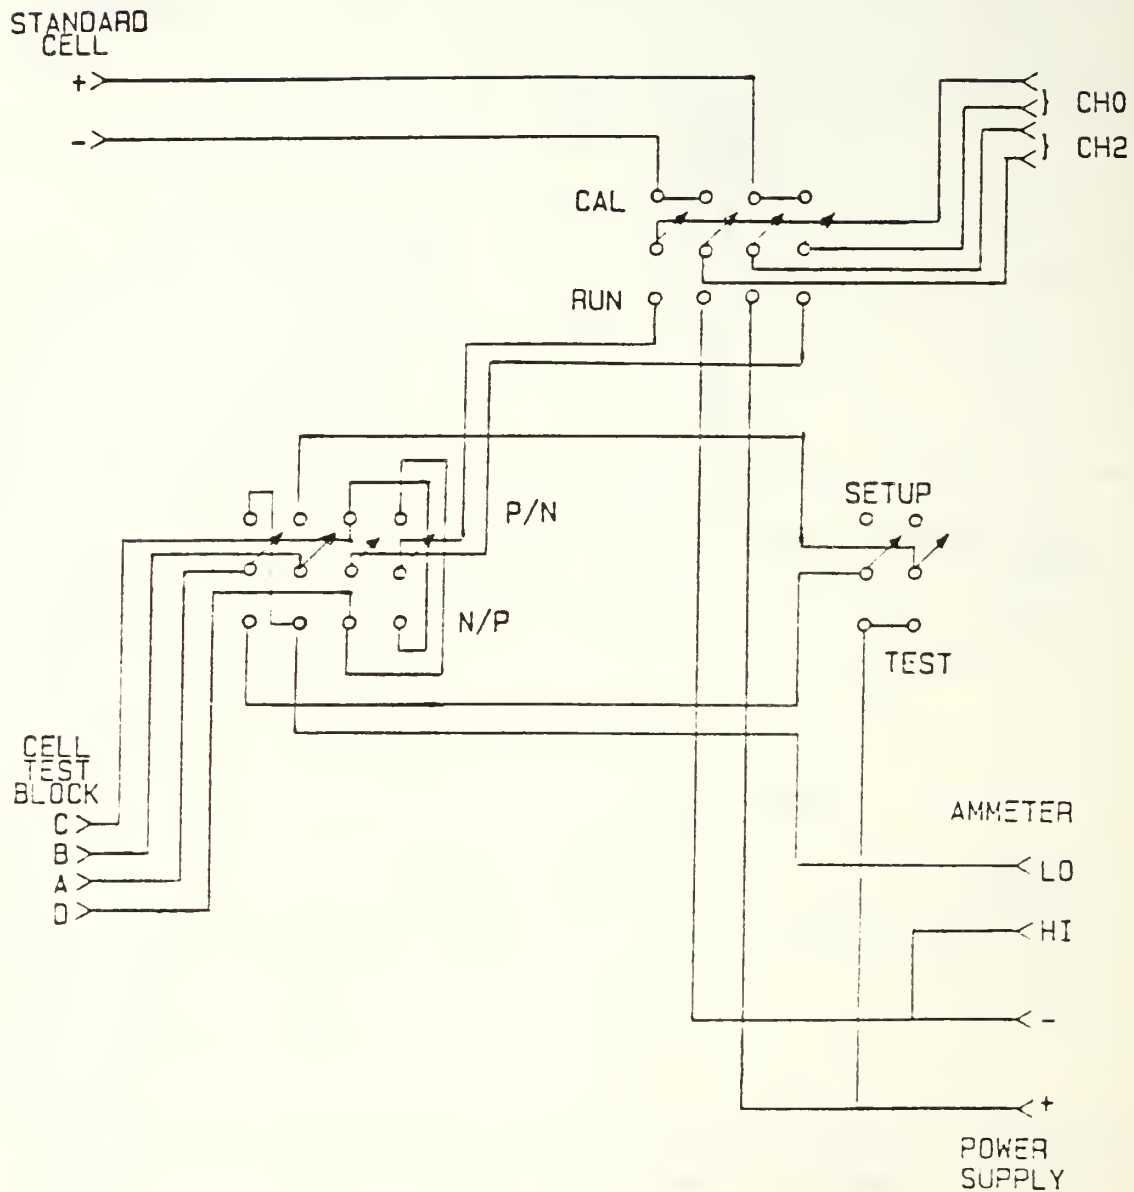 STANDARD
CELL
+
-
} CH0
} CH2
CAL
RUN
SETUP
P/N
N/P
TEST
CELL
TEST
BLOCK
C
B
A
D
AMMETER
LO
HI
-
+
POWER
SUPPLY